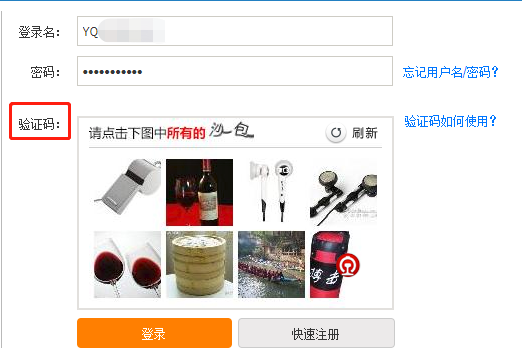 登录名：
YQ
密码：
忘记用户名/密码？
验证码：
验证码如何使用？
请点击下图中所有的 沙包
刷新
搏击
登录
快速注册